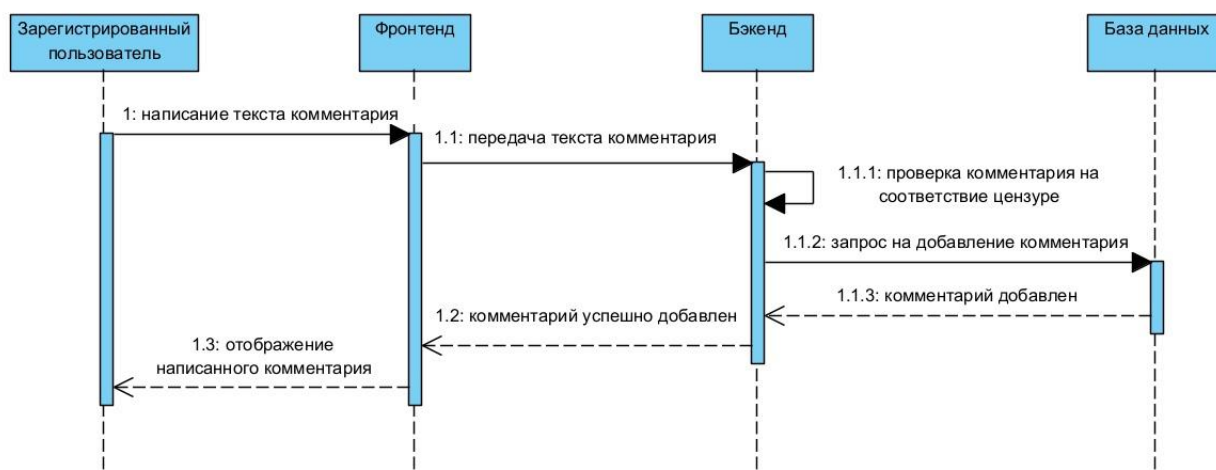 Зарегистрированный
пользователь
Фронтенд
Бэкенд
База данных
1: написание текста комментария
1.1: передача текста комментария
1.1.1: проверка комментария на
соответствие цензуре
1.1.2: запрос на добавление комментария
1.1.3: комментарий добавлен
1.2: комментарий успешно добавлен
1.3: отображение
написанного комментария